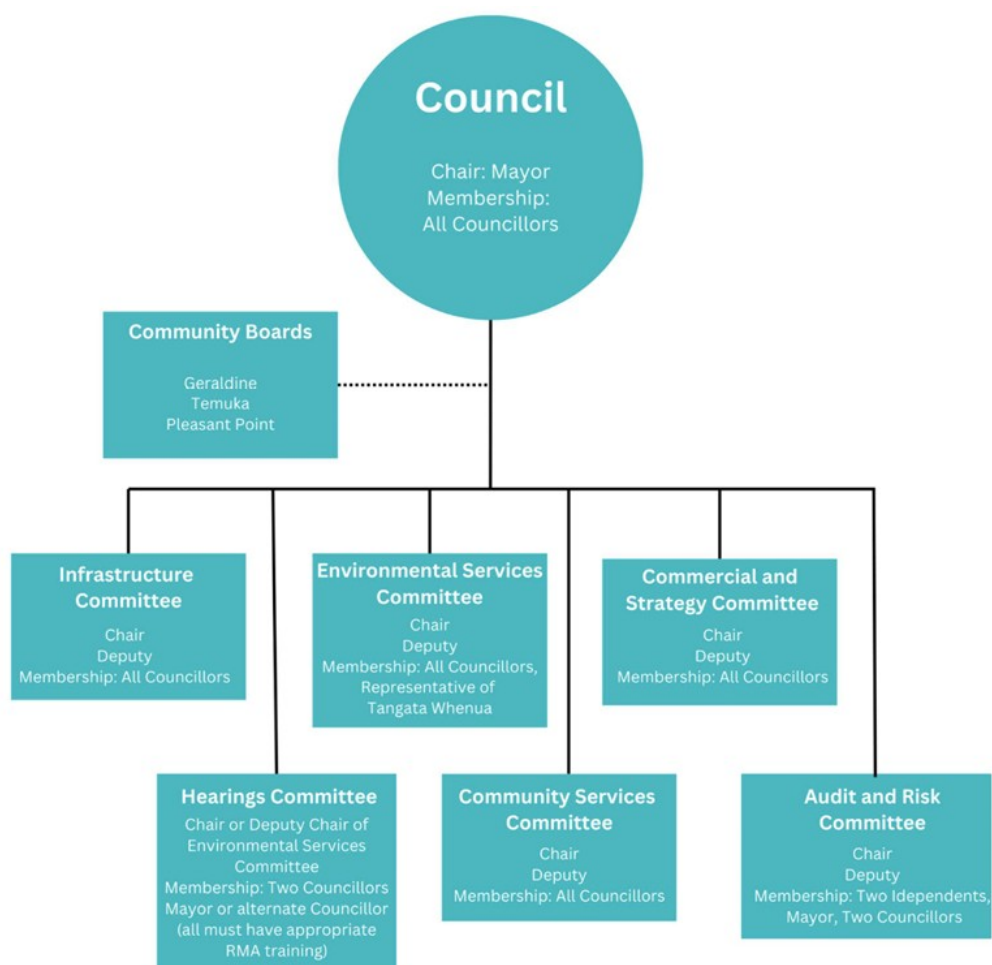 Council
Chair: Mayor
Membership:
All Councillors
Community Boards
Geraldine
Temuka
Pleasant Point
Infrastructure
Committee
Chair
Deputy
Membership: All Councillors
Environmental Services
Committee
Chair
Deputy
Membership: All Councillors,
Representative of
Tangata Whenua
Commercial and
Strategy Committee
Chair
Deputy
Membership: All Councillors
Hearings Committee
Chair or Deputy Chair of
Environmental Services
Committee
Membership: Two Councillors
Mayor or alternate Councillor
(all must have appropriate
RMA training)
Community Services
Committee
Chair
Deputy
Membership: All Councillors
Audit and Risk
Committee
Chair
Deputy
Membership: Two Idependents,
Mayor, Two Councillors